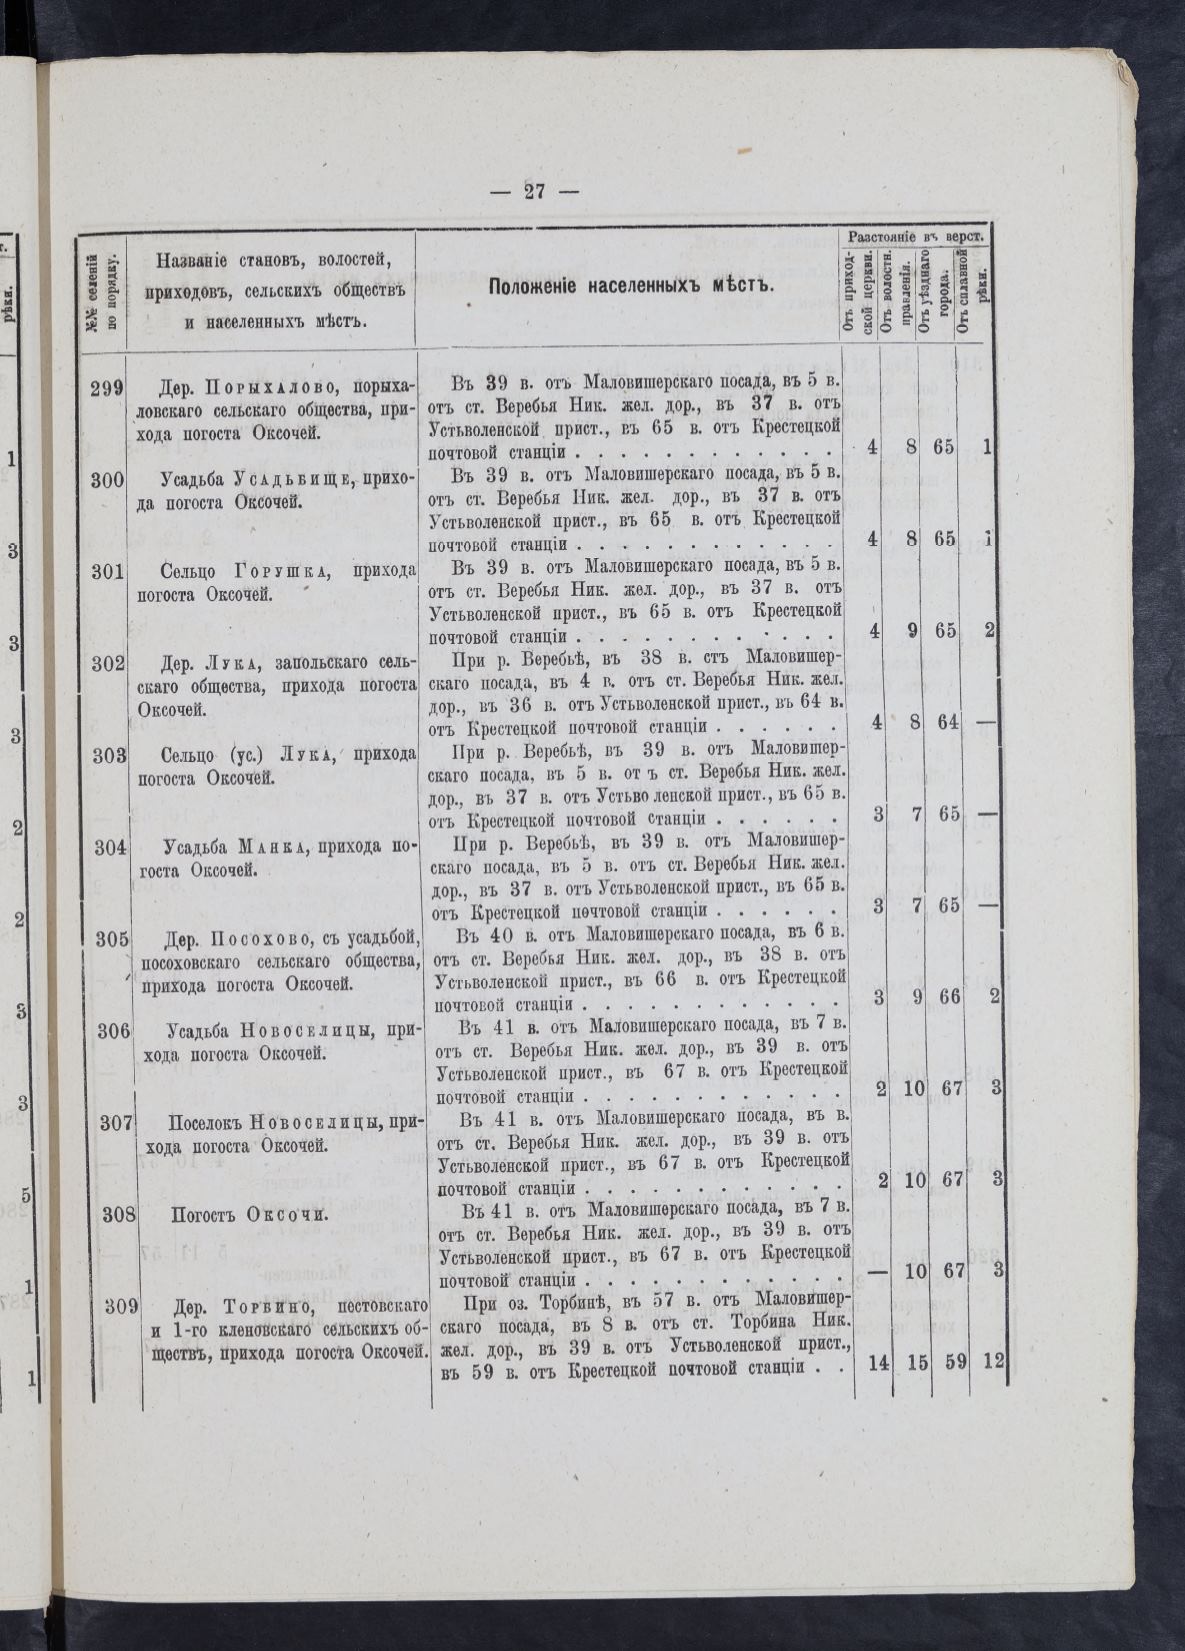 — 27 —
№№ селеній
по порядку.
Названіе становъ, волостей,
приходовъ, сельскихъ обществъ
и населенныхъ мѣстъ.
Положеніе населенныхъ мѣстъ.
Разстояніе въ верст.
Отъ приход-
ской церкви.
Отъ волостн.
правленія.
Отъ уѣзднаго
города.
Отъ сплавной
рѣки.
299 Дер. Порыхалово, порыха-
ловскаго сельскаго общества, при-
хода погоста Оксочей.
Въ 39 в. отъ Маловишерскаго посада, въ 5 в.
отъ ст. Веребья Ник. жел. дор., въ 37 в. отъ
Устьволенской прист., въ 65 в. отъ Крестецкой
почтовой станціи . . . . . . . . . . . . 4 8 65 1
300 Усадьба Усадьбище, прихо-
да погоста Оксочей.
Въ 39 в. отъ Маловишерскаго посада, въ 5 в.
отъ ст. Веребья Ник. жел. дор., въ 37 в. отъ
Устьволенской прист., въ 65 в. отъ Крестецкой
почтовой станціи . . . . . . . . . . . . 4 8 65 1
301 Сельцо Горушка, прихода
погоста Оксочей.
Въ 39 в. отъ Маловишерскаго посада, въ 5 в.
отъ ст. Веребья Ник. жел. дор., въ 37 в. отъ
Устьволенской прист., въ 65 в. отъ Крестецкой
почтовой станціи . . . . . . . . . . . . 4 9 65 2
302 Дер. Лука, запольскаго сель-
скаго общества, прихода погоста
Оксочей.
При р. Веребьѣ, въ 38 в. стъ Маловишер-
скаго посада, въ 4 в. отъ ст. Веребья Ник. жел.
дор., въ 36 в. отъ Устьволенской прист., въ 64 в.
отъ Крестецкой почтовой станціи . . . . . . 4 8 64 —
303 Сельцо (ус.) Лука, прихода
погоста Оксочей.
При р. Веребьѣ, въ 39 в. отъ Маловишер-
скаго посада, въ 5 в. от ъ ст. Веребья Ник. жел.
дор., въ 37 в. отъ Устьво ленской прист., въ 65 в.
отъ Крестецкой почтовой станціи . . . . . . 3 7 65 —
304 Усадьба Манка, прихода по-
госта Оксочей.
При р. Веребьѣ, въ 39 в. отъ Маловишер-
скаго посада, въ 5 в. отъ ст. Веребья Ник. жел.
дор., въ 37 в. отъ Устьволенской прист., въ 65 в.
отъ Крестецкой почтовой станціи . . . . . . 3 7 65 —
305 Дер. Посохово, съ усадьбой,
посоховскаго сельскаго общества,
прихода погоста Оксочей.
Въ 40 в. отъ Маловишерскаго посада, въ 6 в.
отъ ст. Веребья Ник. жел. дор., въ 38 в. отъ
Устьволенской прист., въ 66 в. отъ Крестецкой
почтовой станціи . . . . . . . . . . . . 3 9 66 2
306 Усадьба Новоселицы, при-
хода погоста Оксочей.
Въ 41 в. отъ Маловишерскаго посада, въ 7 в.
отъ ст. Веребья Ник. жел. дор., въ 39 в. отъ
Устьволенской прист., въ 67 в. отъ Крестецкой
почтовой станціи . . . . . . . . . . . . 2 10 67 3
307 Поселокъ Новоселицы, при-
хода погоста Оксочей.
Въ 41 в. отъ Маловишерскаго посада, въ в.
отъ ст. Веребья Ник. жел. дор., въ 39 в. отъ
Устьволенской прист., въ 67 в. отъ Крестецкой
почтовой станціи . . . . . . . . . . . . 2 10 67 3
308 Погостъ Оксочи.
Въ 41 в. отъ Маловишерскаго посада, въ 7 в.
отъ ст. Веребья Ник. жел. дор., въ 39 в. отъ
Устьволенской прист., въ 67 в. отъ Крестецкой
почтовой станціи . . . . . . . . . . . . — 10 67 3
309 Дер. Торбино, пестовскаго
и 1-го кленовскаго сельскихъ об-
ществъ, прихода погоста Оксочей.
При оз. Торбинѣ, въ 57 в. отъ Маловишер-
скаго посада, въ 8 в. отъ ст. Торбина Ник.
жел. дор., въ 39 в. отъ Устьволенской прист.,
въ 59 в. отъ Крестецкой почтовой станціи . . 14 15 59 12
т.
рѣки.
1
3
3
3
2
2
3
3
5
1
1